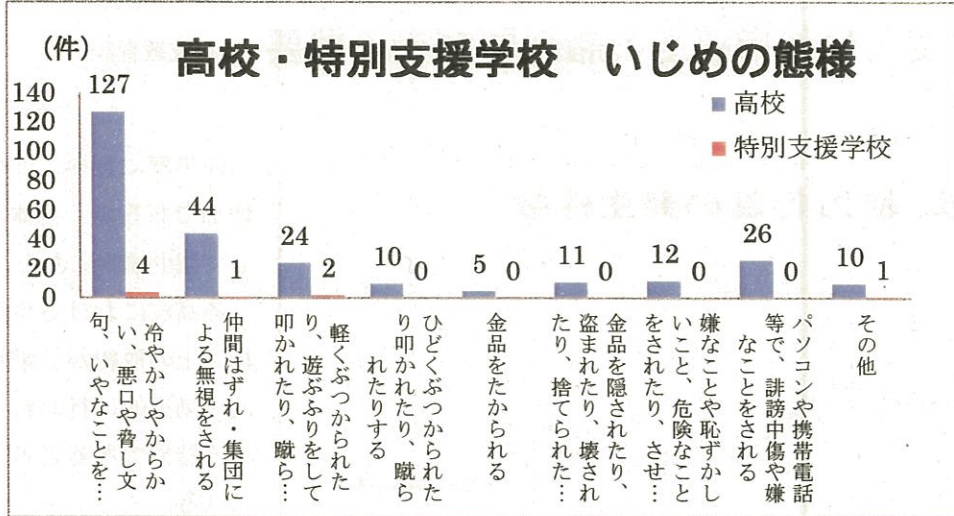 (件)
高校・特別支援学校 いじめの態様
高校
特別支援学校
140
120
100
80
60
40
20
0
127
4
44
1
24
2
10
0
5
0
11
0
12
0
26
0
10
1
冷やかしやからか
い、悪口や脅し文
句、いやなことを…
仲間はずれ・集団に
よる無視をされる
軽くぶつかられた
り、遊ぶふりをして
叩かれたり、蹴ら…
ひどくぶつかられた
り叩かれたり、蹴ら
れたりする
金品をたかられる
金品を隠されたり、
盗まれたり、壊され
たり、捨てられた…
嫌なことや恥ずかし
いこと、危険なこと
をされたり、させ…
パソコンや携帯電話
等で、誹謗中傷や嫌
なことをされる
その他